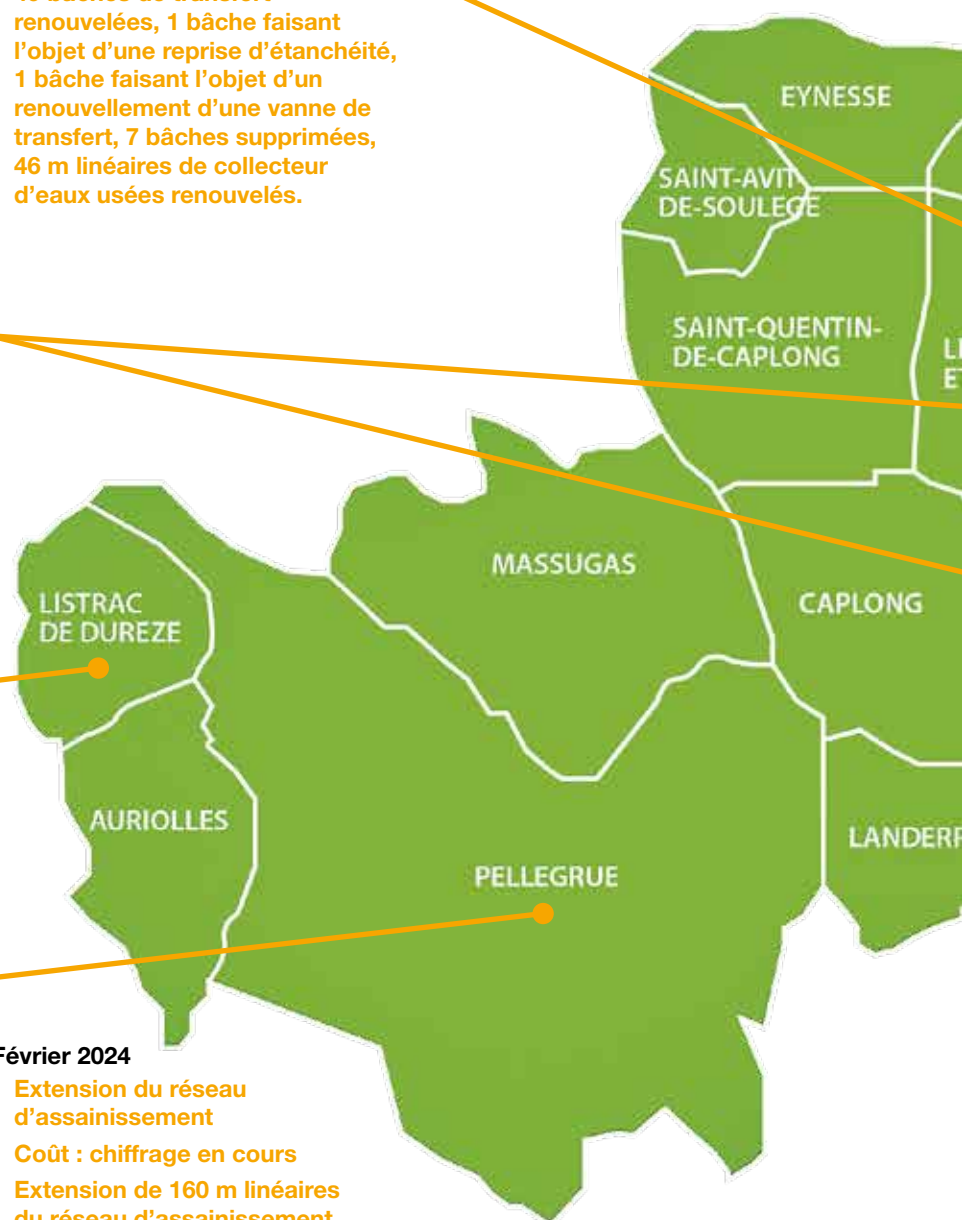 renouvelées, 1 bâche faisant
l'objet d'une reprise d'étanchéité,
1 bâche faisant l'objet d'un
renouvellement d'une vanne de
transfert, 7 bâches supprimées,
46 m linéaires de collecteur
d'eaux usées renouvelés.
EYNESSE
SAINT-AVIT-
DE-SOULEGE
SAINT-QUENTIN-
DE-CAPLONG
MASSUGAS
CAPLONG
LISTRAC
DE DUREZE
AURIOLLES
PELLEGRUE
Février 2024
Extension du réseau
d'assainissement
Coût : chiffrage en cours
Extension de 160 m linéaires
du réseau d'assainissement